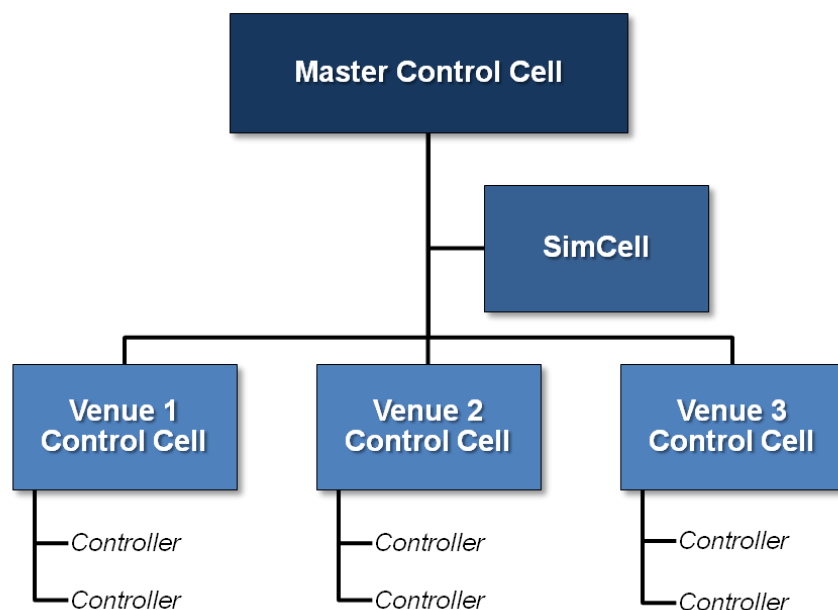 Master Control Cell
SimCell
Venue 1
Control Cell
Venue 2
Control Cell
Venue 3
Control Cell
Controller
Controller
Controller
Controller
Controller
Controller